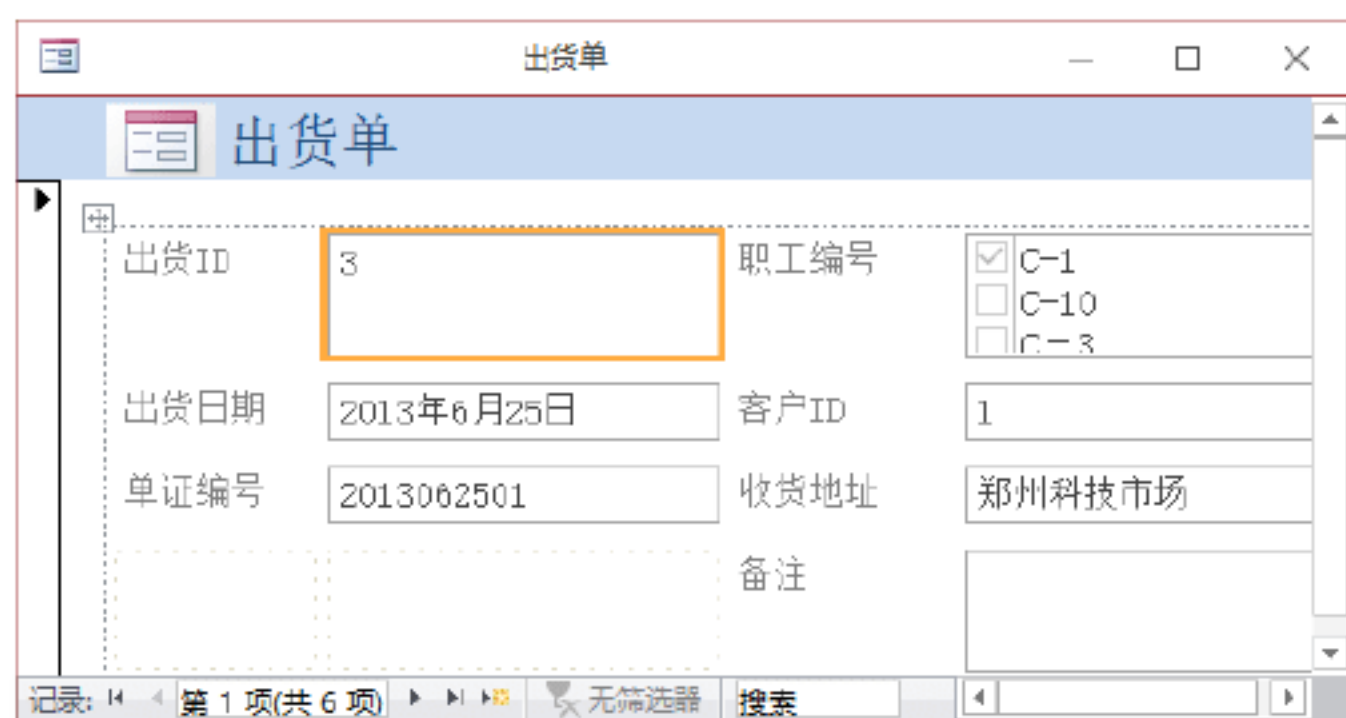 出货单
出货单
出货ID 3 职工编号 C-1
C-10
C-3
出货日期 2013年6月25日 客户ID 1
单证编号 2013062501 收货地址 郑州科技市场
备注
记录: 第 1 项(共 6 项) 无筛选器 搜索